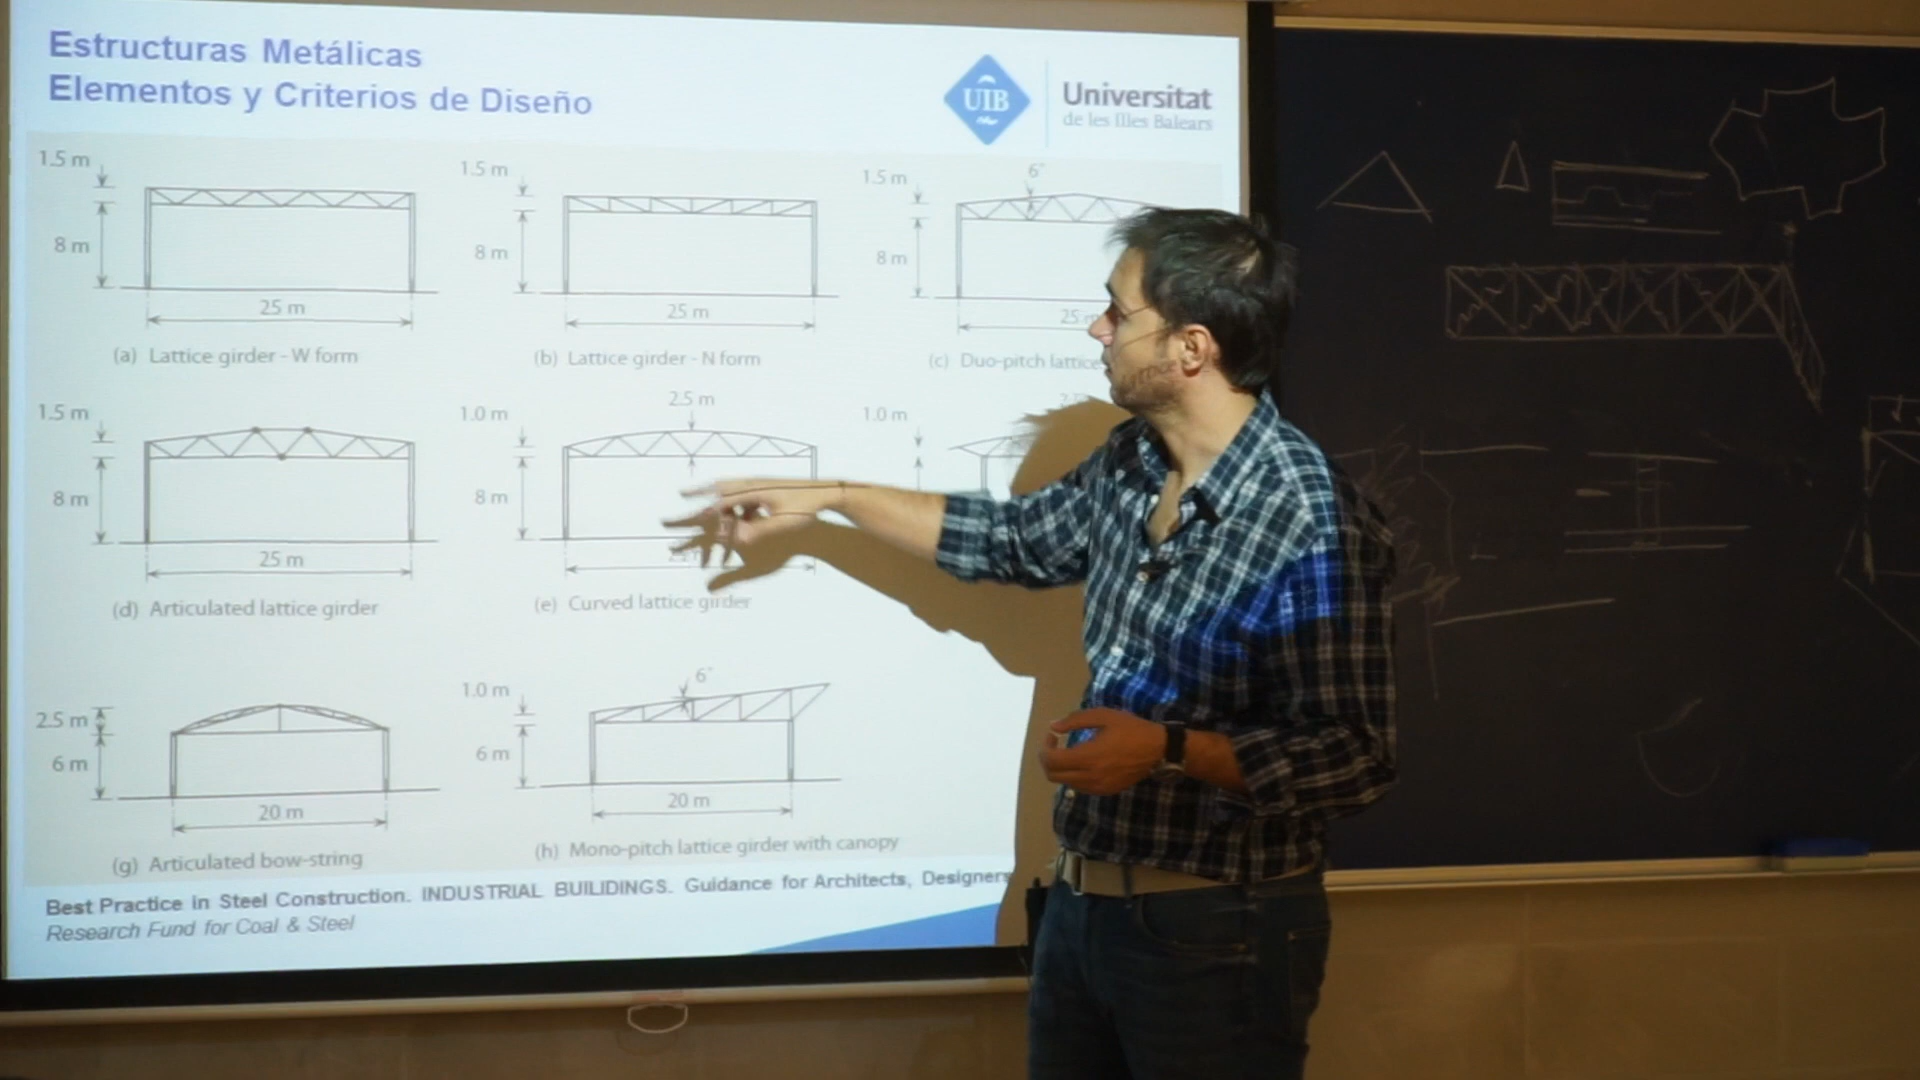 Estructuras Metálicas
Elementos y Criterios de Diseño
UIB
Universitat
de les Illes Balears
1.5 m
8 m
25 m
(a) Lattice girder - W form
1.5 m
8 m
25 m
(b) Lattice girder - N form
1.5 m
6°
8 m
25 m
(c) Duo-pitch lattice
1.5 m
8 m
25 m
(d) Articulated lattice girder
1.0 m
2.5 m
8 m
(e) Curved lattice girder
1.0 m
2.5 m
6 m
20 m
(g) Articulated bow-string
1.0 m
6°
6 m
20 m
(h) Mono-pitch lattice girder with canopy
Best Practice in Steel Construction. INDUSTRIAL BUILIDINGS. Guidance for Architects, Designers
Research Fund for Coal & Steel